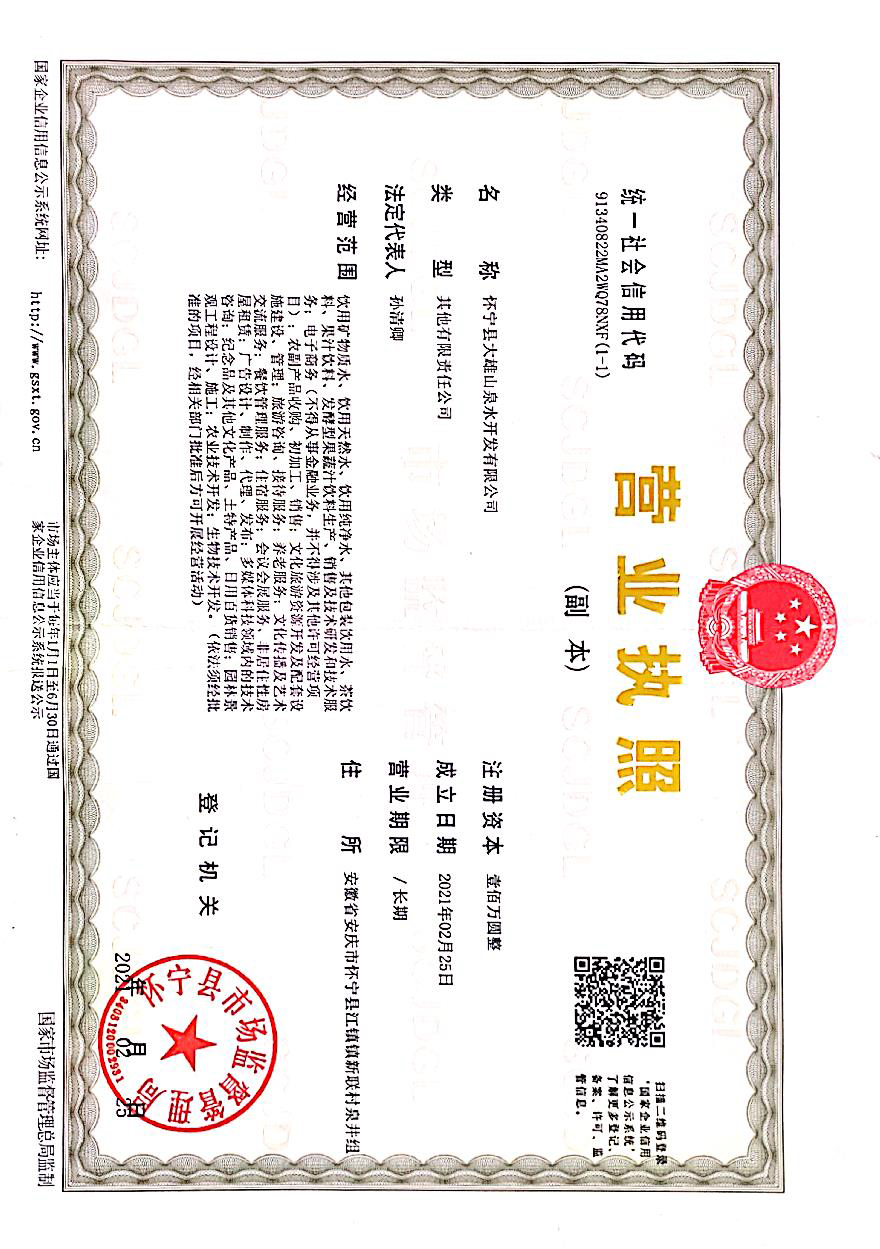 营业执照
(副 本)
统一社会信用代码
91340822MA2WQ78NXF(1-1)
扫描二维码登录
'国家企业信用
信息公示系统'
了解更多登记、
备案、许可、监
管信息。
名 称 怀宁县大雄山泉水开发有限公司
类 型 其他有限责任公司
法定代表人 孙清卿
经营范围 饮用矿物质水、饮用天然水、饮用纯净水、其他包装饮用水、茶饮
料、果汁饮料、发酵型果蔬汁饮料生产、销售及技术研发和技术服
务；电子商务（不得从事金融业务，并不得涉及其他许可经营项
目）；农副产品收购、初加工、销售；文化旅游资源开发及配套设
施建设、管理；旅游咨询、接待服务；养老服务；文化传播及艺术
交流服务；餐饮管理服务；住宿服务；会议会展服务、非居住性房
屋租赁；广告设计、制作、代理、发布；多媒体科技领域内的技术
咨询；纪念品及其他文化产品、土特产品、日用百货销售；园林景
观工程设计、施工；农业技术开发；生物技术开发。（依法须经批
准的项目，经相关部门批准后方可开展经营活动）
注册资本 壹佰万圆整
成立日期 2021年02月25日
营业期限 / 长期
住 所 安徽省安庆市怀宁县江镇镇新联村泉井组
登记机关
怀宁县市场监督管理局
3408120002931
2021年 02 月 25 日
国家企业信用信息公示系统网址： http://www.gsxt.gov.cn
市场主体应当于每年1月1日至6月30日通过国
家企业信用信息公示系统报送公示
国家市场监督管理总局监制